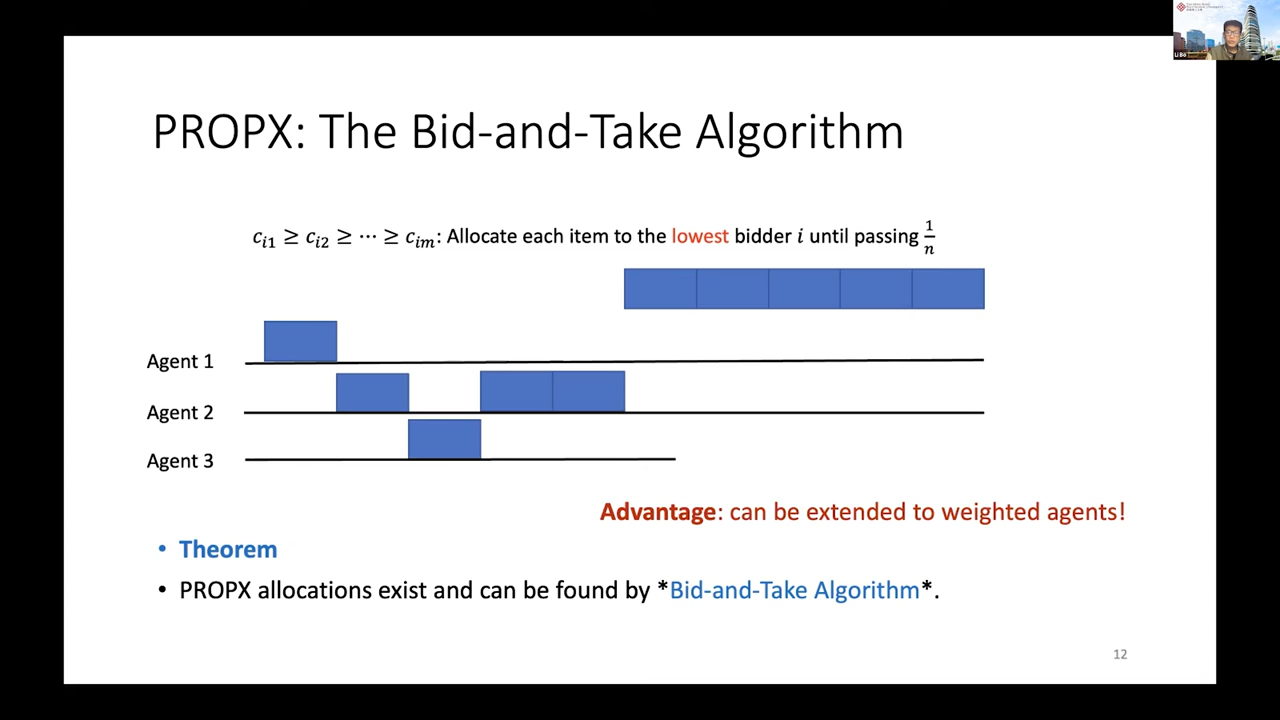 PROPX: The Bid-and-Take Algorithm
c_{i1} ≥ c_{i2} ≥ ⋯ ≥ c_{im}: Allocate each item to the lowest bidder i until passing 1/n
Agent 1
Agent 2
Agent 3
Advantage: can be extended to weighted agents!
• Theorem
• PROPX allocations exist and can be found by *Bid-and-Take Algorithm*.
12
Li Bo